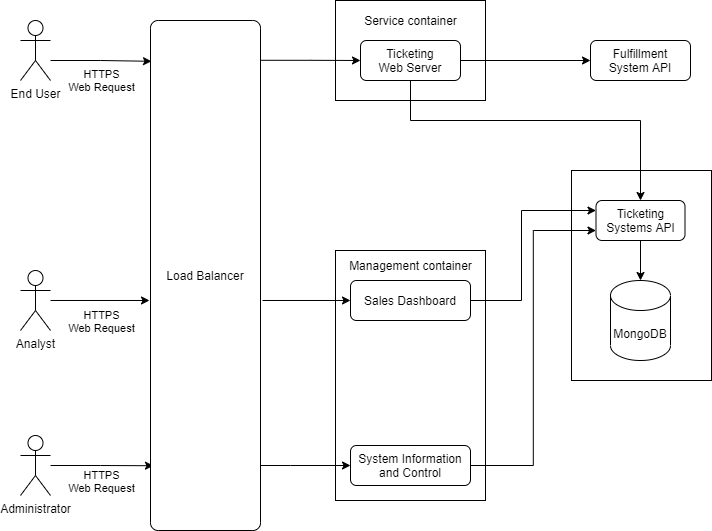 Service container
Ticketing
Web Server
Fulfillment
System API
HTTPS
Web Request
End User
Ticketing
Systems API
Load Balancer
Management container
Sales Dashboard
HTTPS
Web Request
Analyst
MongoDB
System Information
and Control
HTTPS
Web Request
Administrator